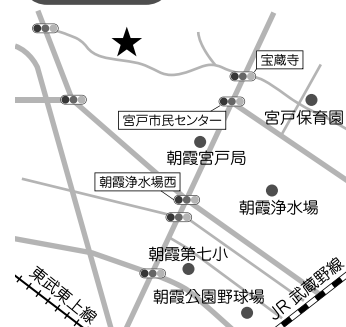 宝蔵寺
宮戸市民センター
宮戸保育園
朝霞宮戸局
朝霞浄水場西
朝霞浄水場
朝霞第七小
東武東上線
朝霞公園野球場
JR 武蔵野線